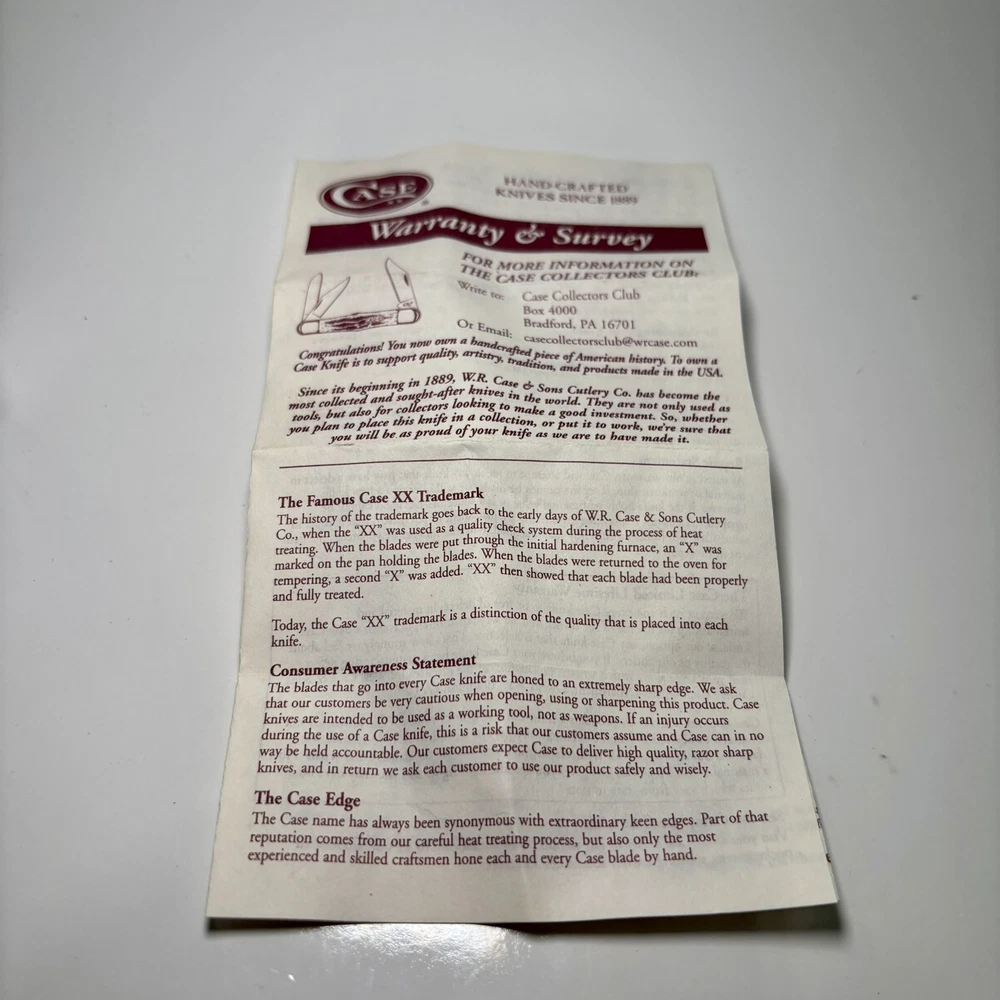 CASE
XX
®
HAND-CRAFTED
KNIVES SINCE 1889
Warranty & Survey
FOR MORE INFORMATION ON
THE CASE COLLECTORS CLUB:
Write to: Case Collectors Club
Box 4000
Bradford, PA 16701
Or Email: casecollectorsclub@wrcase.com
Congratulations! You now own a handcrafted piece of American history. To own a
Case Knife is to support quality, artistry, tradition, and products made in the USA.
Since its beginning in 1889, W.R. Case & Sons Cutlery Co. has become the
most collected and sought-after knives in the world. They are not only used as
tools, but also for collectors looking to make a good investment. So, whether
you plan to place this knife in a collection, or put it to work, we're sure that
you will be as proud of your knife as we are to have made it.
The Famous Case XX Trademark
The history of the trademark goes back to the early days of W.R. Case & Sons Cutlery
Co., when the “XX” was used as a quality check system during the process of heat
treating. When the blades were put through the initial hardening furnace, an “X” was
marked on the pan holding the blades. When the blades were returned to the oven for
tempering, a second “X” was added. “XX” then showed that each blade had been properly
and fully treated.
Today, the Case “XX” trademark is a distinction of the quality that is placed into each
knife.
Consumer Awareness Statement
The blades that go into every Case knife are honed to an extremely sharp edge. We ask
that our customers be very cautious when opening, using or sharpening this product. Case
knives are intended to be used as a working tool, not as weapons. If an injury occurs
during the use of a Case knife, this is a risk that our customers assume and Case can in no
way be held accountable. Our customers expect Case to deliver high quality, razor sharp
knives, and in return we ask each customer to use our product safely and wisely.
The Case Edge
The Case name has always been synonymous with extraordinary keen edges. Part of that
reputation comes from our careful heat treating process, but also only the most
experienced and skilled craftsmen hone each and every Case blade by hand.